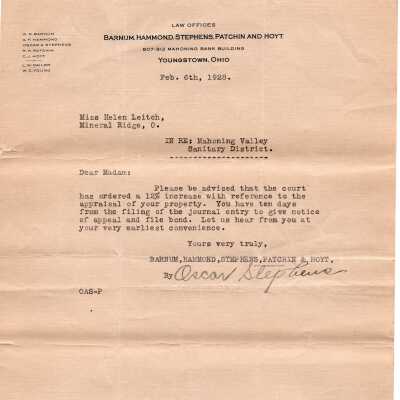 LAW OFFICES
BARNUM, HAMMOND, STEPHENS, PATCHIN AND HOYT
807-812 MAHONING BANK BUILDING
YOUNGSTOWN, OHIO
OSCAR A STEPHENS
C. J. HOYT
W. C. YOUNG
Feb. 6th, 1928.
Miss Helen Leitch,
Mineral Ridge, O.
IN RE: Mahoning Valley
Sanitary District.
Dear Madam:
Please be advised that the court
has ordered a 12% increase with reference to the
appraisal of your property. You have ten days
from the filing of the journal entry to give notice
of appeal and file bond. Let us hear from you at
your very earliest convenience.
Yours very truly,
BARNUM,HAMMOND,STEPHENS,PATCHIN & HOYT.
By Oscar Stephens
OAS-P